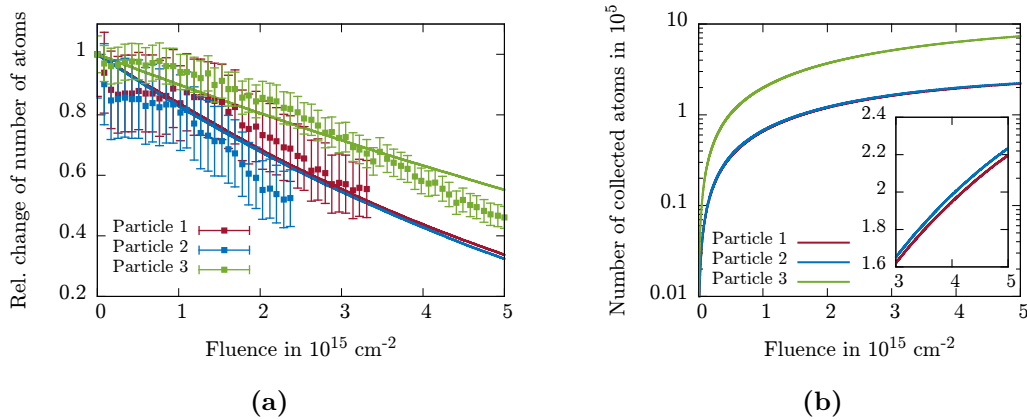 Rel. change of number of atoms
1
0.8
0.6
0.4
0.2
Particle 1
Particle 2
Particle 3
0 1 2 3 4 5
Fluence in 10^15 cm^-2
(a)
Number of collected atoms in 10^5
10
1
0.1
0.01
Particle 1
Particle 2
Particle 3
2.4
2.2
2
1.8
1.6
3 4 5
0 1 2 3 4 5
Fluence in 10^15 cm^-2
(b)